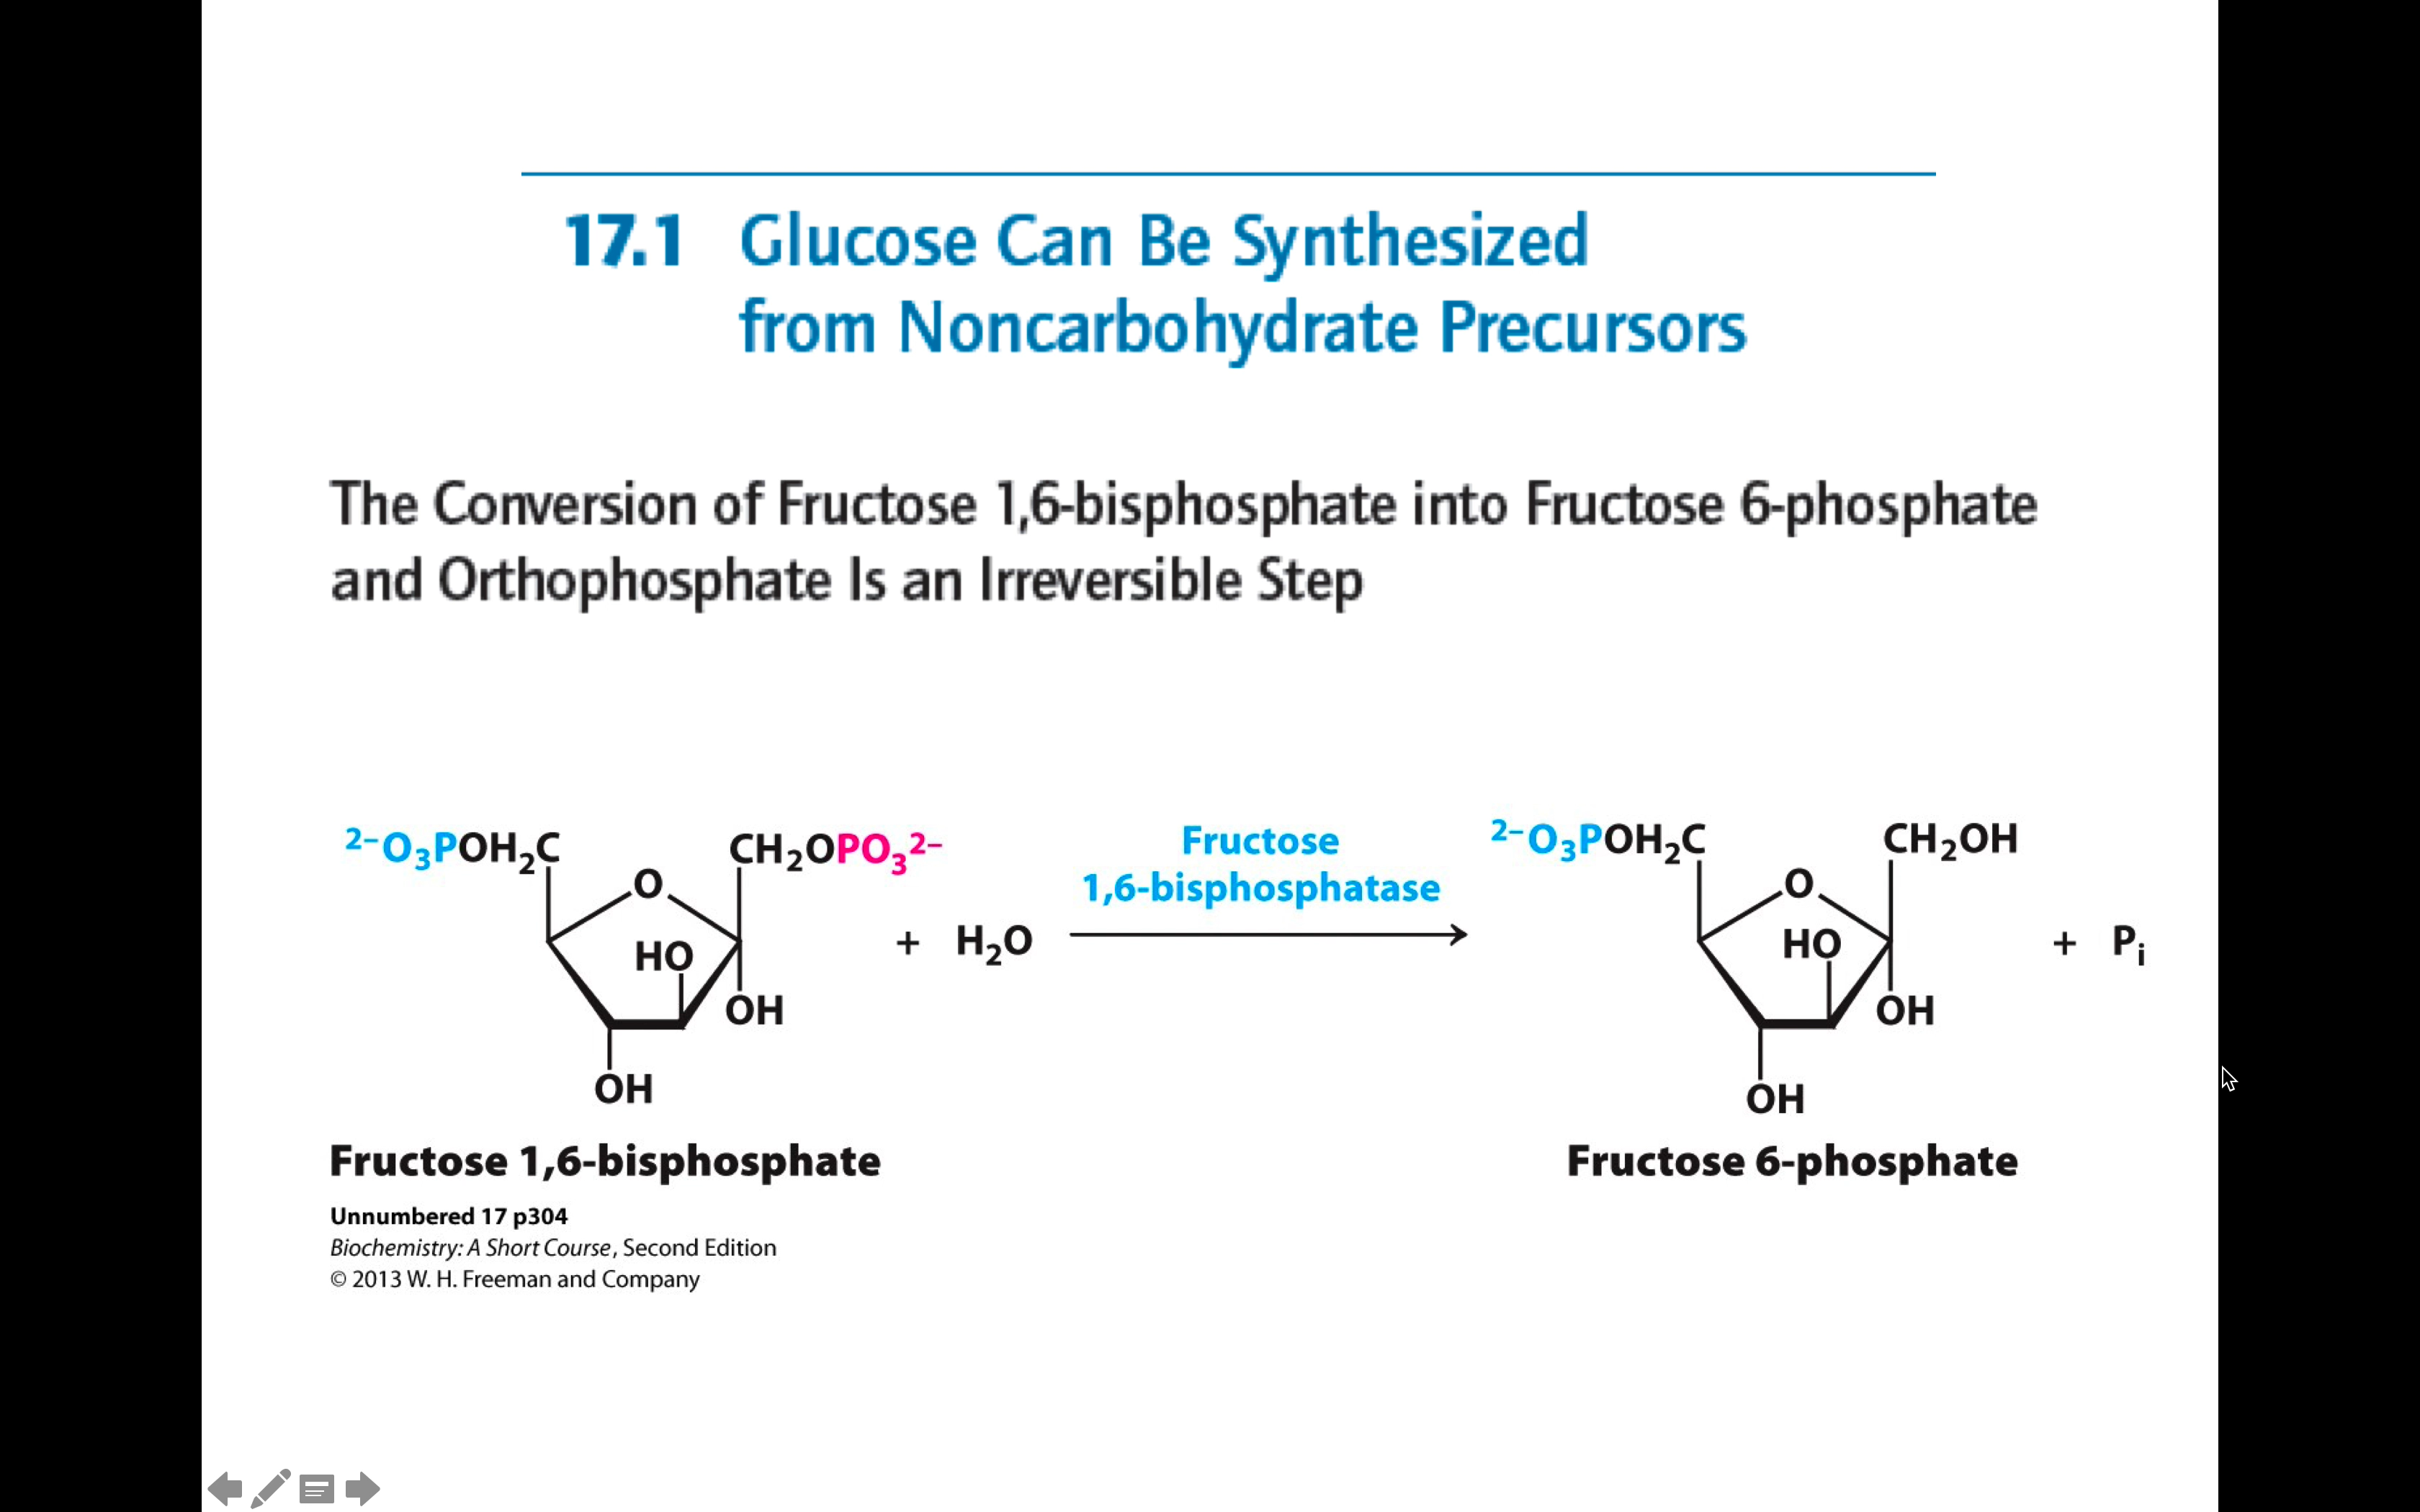 17.1 Glucose Can Be Synthesized
from Noncarbohydrate Precursors
The Conversion of Fructose 1,6-bisphosphate into Fructose 6-phosphate
and Orthophosphate Is an Irreversible Step
²⁻O₃POH₂C
CH₂OPO₃²⁻
O
HO
OH
OH
Fructose 1,6-bisphosphate
+ H₂O
Fructose
1,6-bisphosphatase
²⁻O₃POH₂C
CH₂OH
O
HO
OH
OH
Fructose 6-phosphate
+ Pᵢ
Unnumbered 17 p304
Biochemistry: A Short Course, Second Edition
© 2013 W. H. Freeman and Company